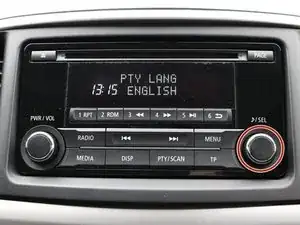 PAGE
PTY LANG
13:15 ENGLISH
PWR / VOL
1 RPT 2 RDM 3 ◄◄ 4 ►► 5 6
♪/SEL
RADIO ◄◄ ►► MENU
MEDIA DISP PTY/SCAN TP